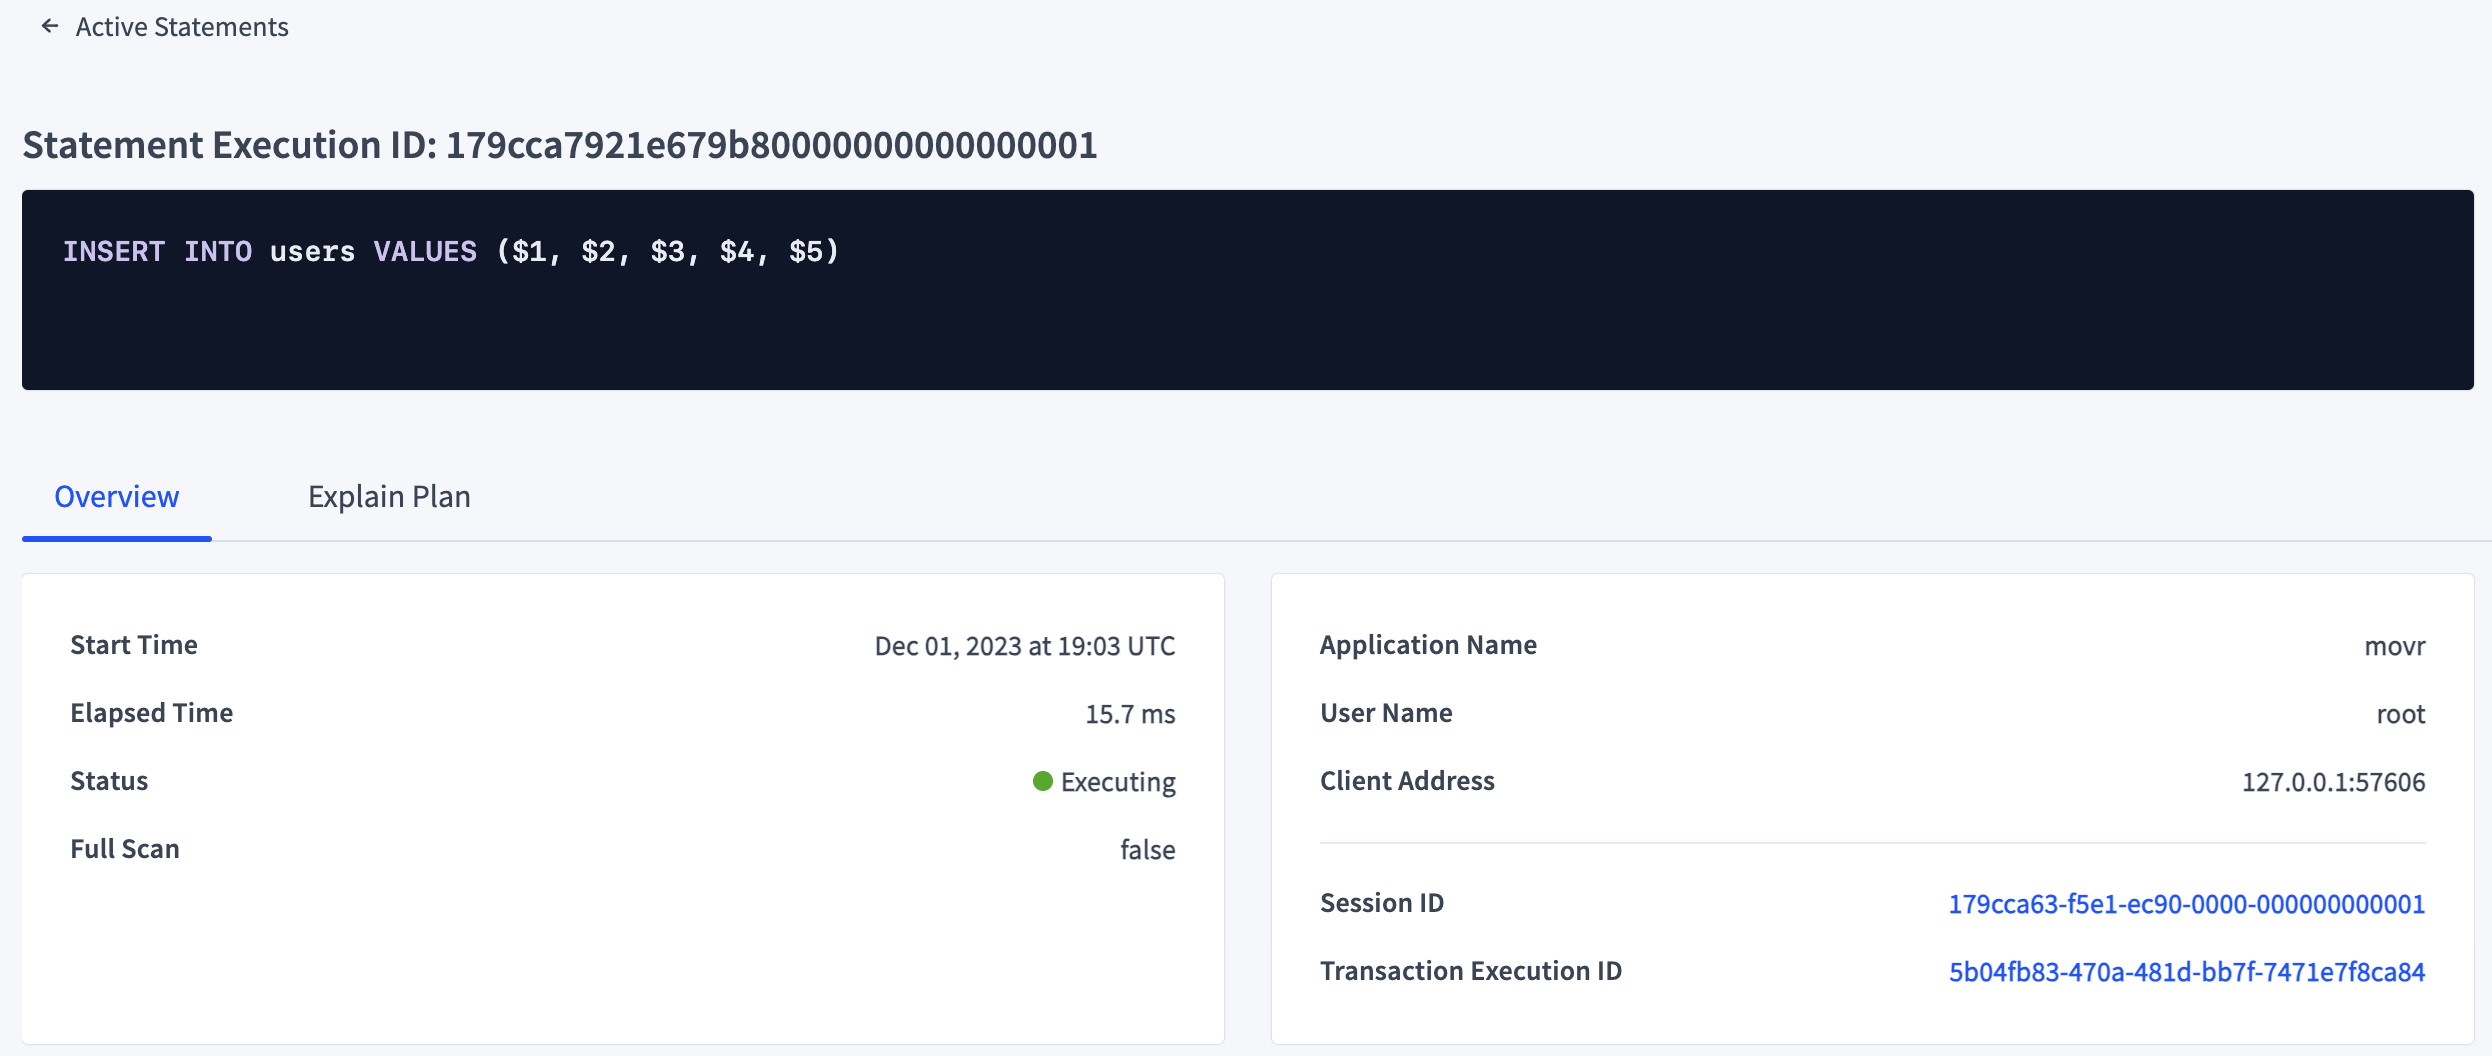 ← Active Statements
Statement Execution ID: 179cca7921e679b80000000000000001
INSERT INTO users VALUES ($1, $2, $3, $4, $5)
Overview
Explain Plan
Start Time
Dec 01, 2023 at 19:03 UTC
Elapsed Time
15.7 ms
Status
Executing
Full Scan
false
Application Name
movr
User Name
root
Client Address
127.0.0.1:57606
Session ID
179cca63-f5e1-ec90-0000-000000000001
Transaction Execution ID
5b04fb83-470a-481d-bb7f-7471e7f8ca84